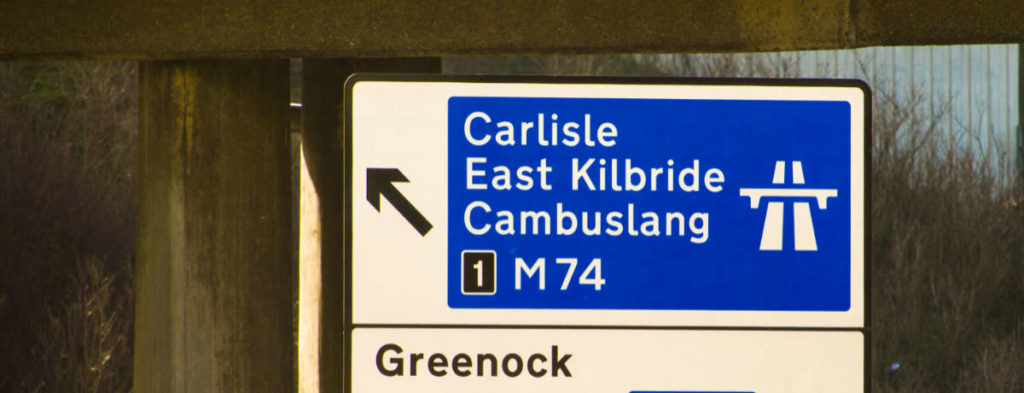 Carlisle
East Kilbride
Cambuslang
1 M74
Greenock